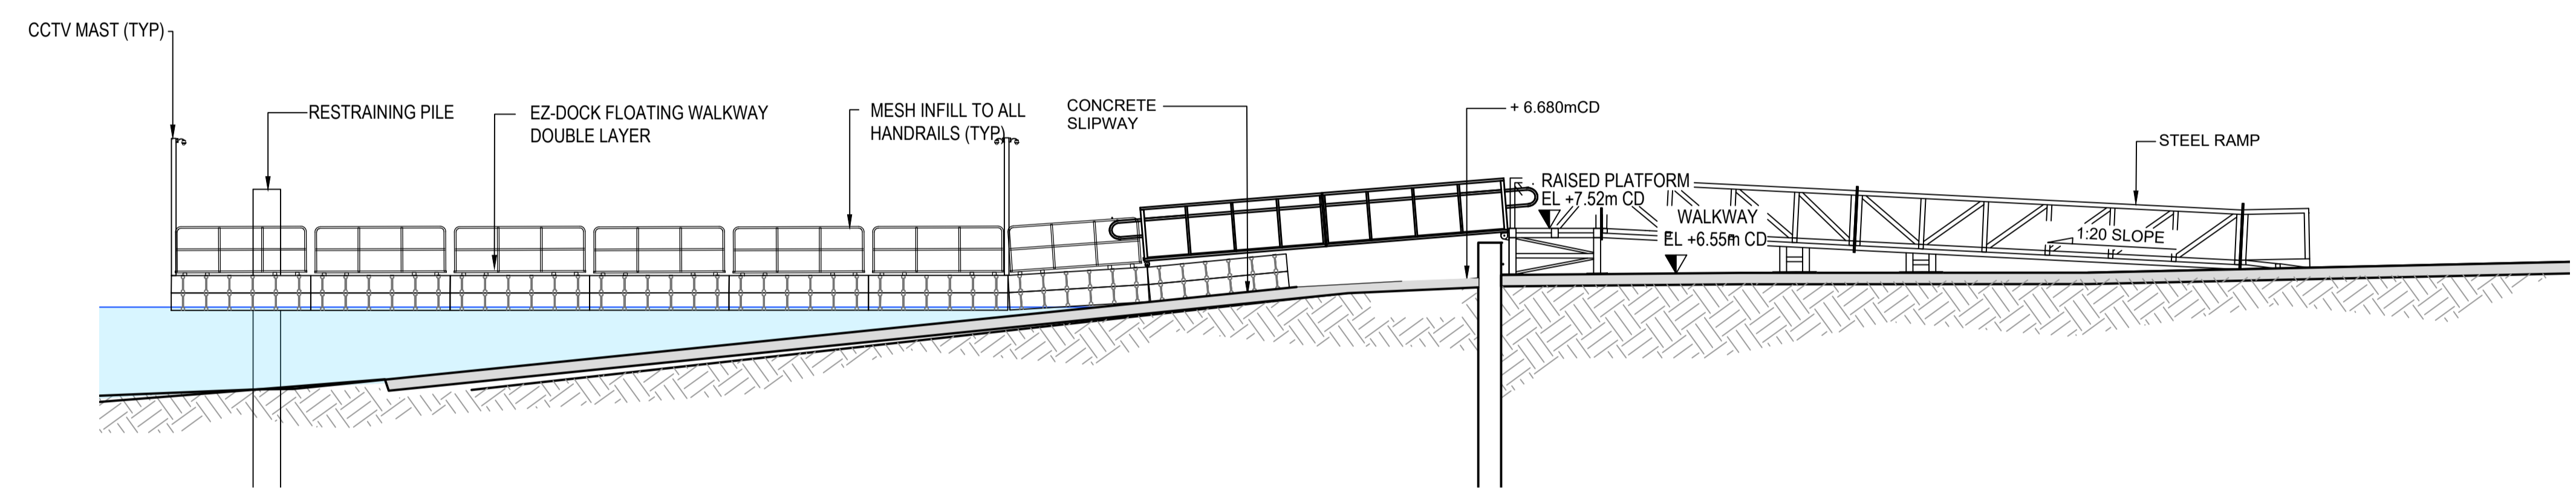 CCTV MAST (TYP)
RESTRAINING PILE
EZ-DOCK FLOATING WALKWAY
DOUBLE LAYER
MESH INFILL TO ALL
HANDRAILS (TYP)
CONCRETE
SLIPWAY
+ 6.680mCD
RAISED PLATFORM
EL +7.52m CD
WALKWAY
EL +6.55m CD
STEEL RAMP
1:20 SLOPE